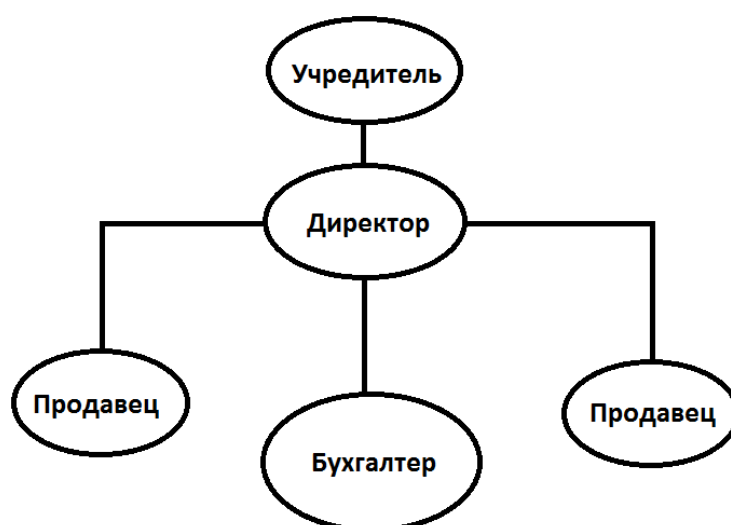 Учредитель
Директор
Продавец
Бухгалтер
Продавец